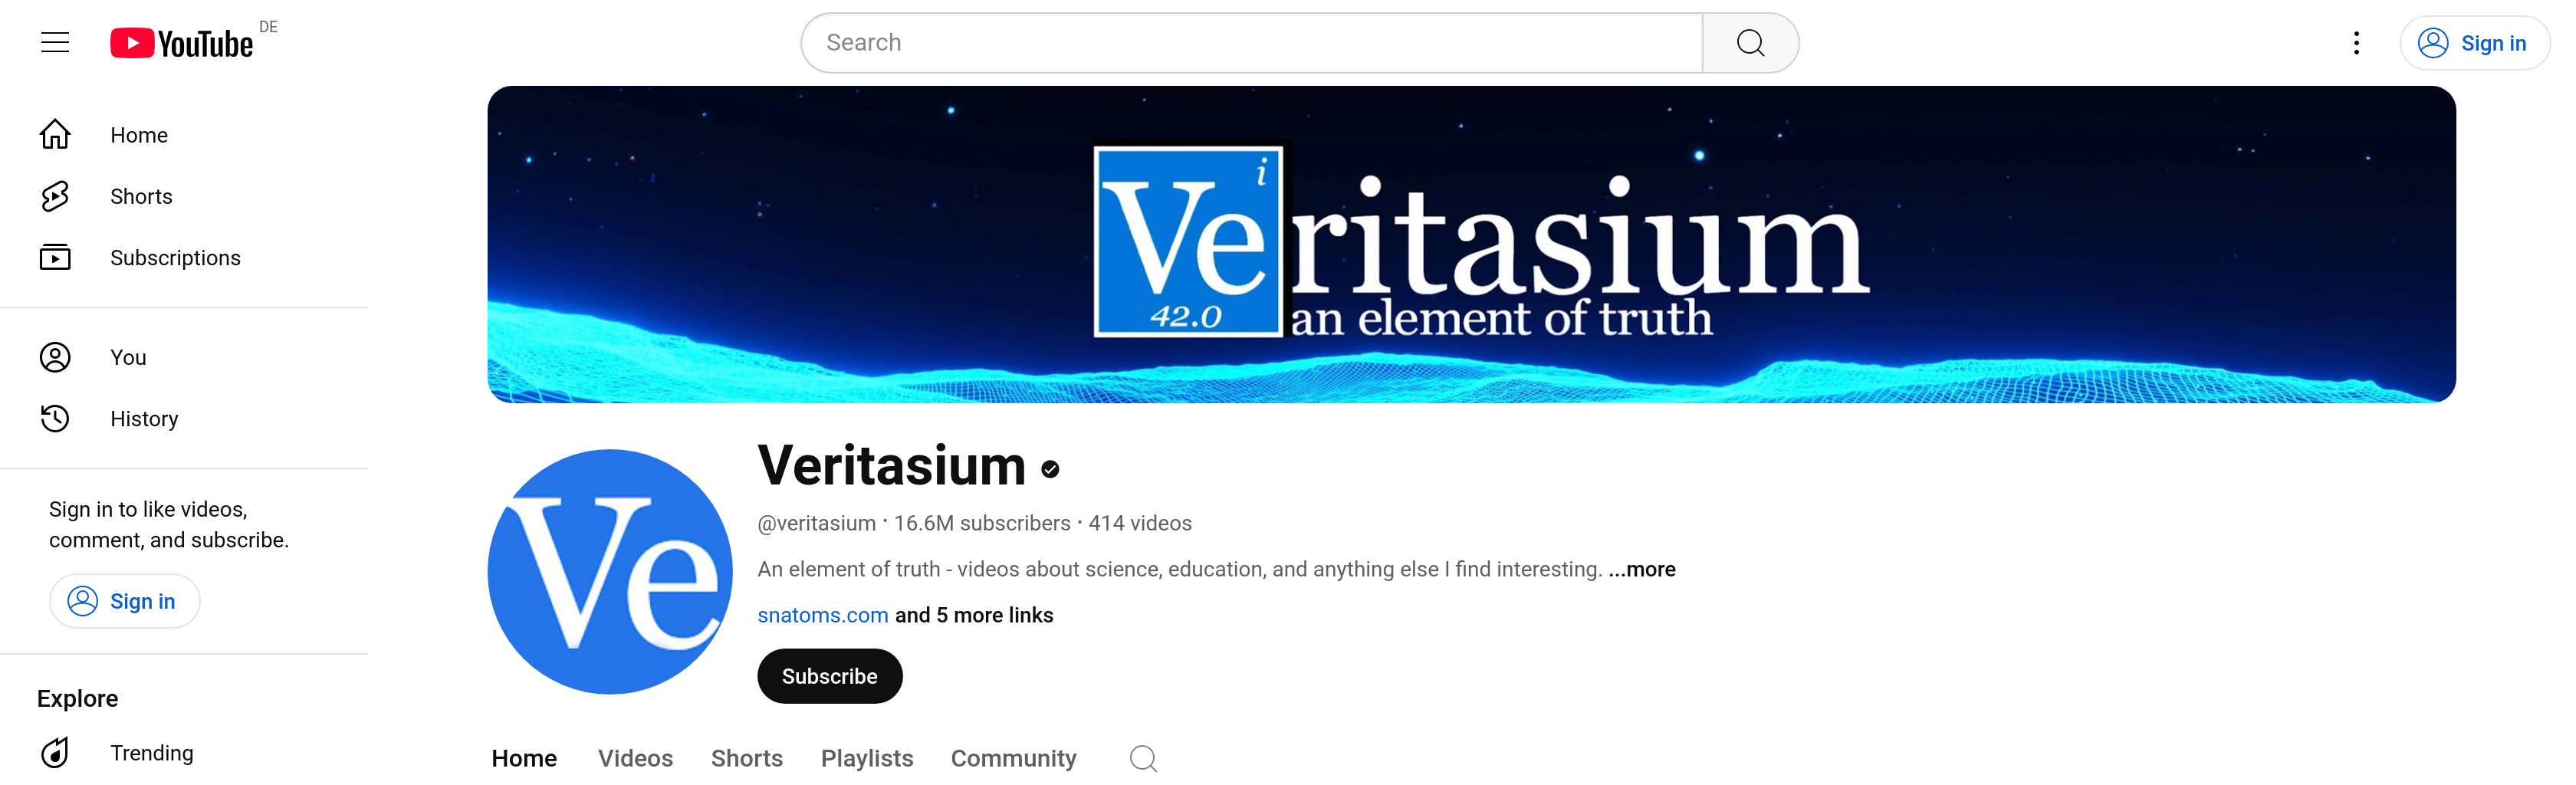 YouTube DE
Search
Sign in
Home
Shorts
Subscriptions
You
History
Sign in to like videos,
comment, and subscribe.
Sign in
Explore
Trending
Ve i 42.0
ritasium
an element of truth
Ve
Veritasium
@veritasium · 16.6M subscribers · 414 videos
An element of truth - videos about science, education, and anything else I find interesting. ...more
snatoms.com and 5 more links
Subscribe
Home Videos Shorts Playlists Community